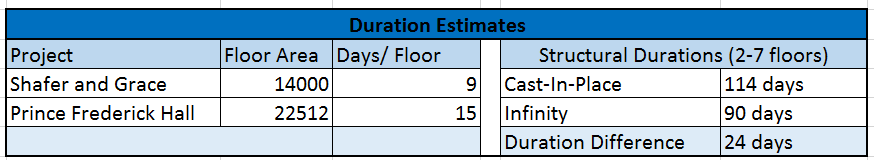 Duration Estimates
Project Floor Area Days/ Floor Structural Durations (2-7 floors)
Shafer and Grace 14000 9 Cast-In-Place 114 days
Prince Frederick Hall 22512 15 Infinity 90 days
Duration Difference 24 days